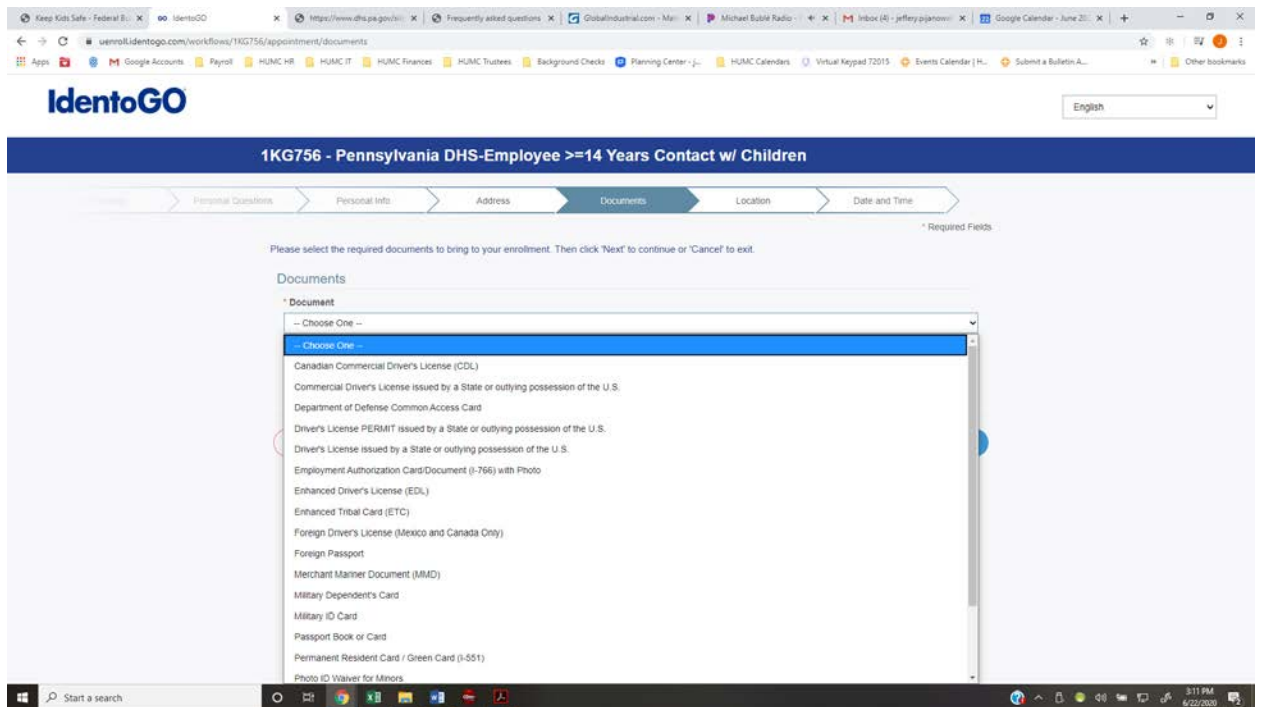 Keep Kids Safe - Federal B... IdentoGO https://www.dhs.pa.gov/ Frequently asked questions GlobalIndustrial.com - Michael Bublé Radio - Inbox (4) - jeffery.pijanow Google Calendar - June 20
uenroll.identogo.com/workflows/1KG756/appointment/documents
Apps Google Accounts Payroll HUMC HR HUMC IT HUMC Finances HUMC Trustees Background Checks Planning Center - j... HUMC Calendars Virtual Keypad 72015 Events Calendar | H... Submit a Bulletin A... Other bookmarks
IdentoGO
English
1KG756 - Pennsylvania DHS-Employee >=14 Years Contact w/ Children
Personal Questions Personal Info Address Documents Location Date and Time
* Required Fields
Please select the required documents to bring to your enrollment. Then click 'Next' to continue or 'Cancel' to exit.
Documents
* Document
-- Choose One --
-- Choose One --
Canadian Commercial Driver's License (CDL)
Commercial Driver's License issued by a State or outlying possession of the U.S.
Department of Defense Common Access Card
Driver's License PERMIT issued by a State or outlying possession of the U.S.
Driver's License issued by a State or outlying possession of the U.S.
Employment Authorization Card/Document (I-766) with Photo
Enhanced Driver's License (EDL)
Enhanced Tribal Card (ETC)
Foreign Driver's License (Mexico and Canada Only)
Foreign Passport
Merchant Mariner Document (MMD)
Military Dependent's Card
Military ID Card
Passport Book or Card
Permanent Resident Card / Green Card (I-551)
Photo ID Waiver for Minors
Start a search
3:11 PM
6/22/2020